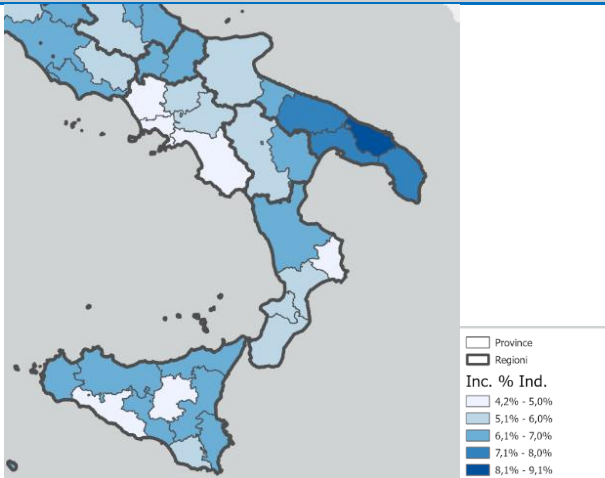 Province
Regioni
Inc. % Ind.
4,2% - 5,0%
5,1% - 6,0%
6,1% - 7,0%
7,1% - 8,0%
8,1% - 9,1%